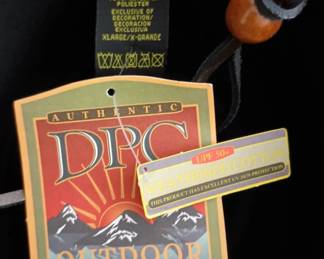 POLIESTER
EXCLUSIVE OF
DECORATION/
DECORACION
EXCLUSIVA
XLARGE/X-GRANDE
AUTHENTIC
DPC
OUTDOOR
UPF 50+
THIS PRODUCT HAS EXCELLENT UV SUN PROTECTION